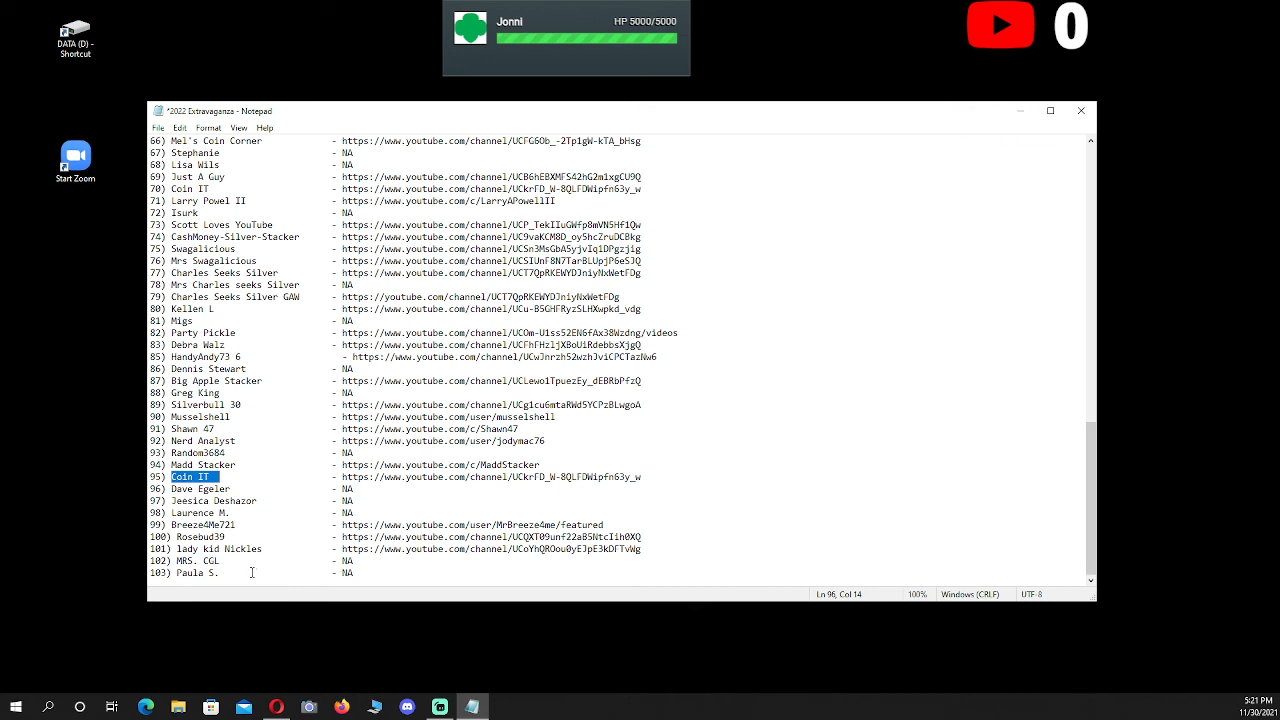 DATA (D) -
Shortcut
Start Zoom
Jonni HP 5000/5000
0
*2022 Extravaganza - Notepad
File Edit Format View Help
66) Mel's Coin Corner - https://www.youtube.com/channel/UCFG6Ob_-2Tp1gW-kTA_bHsg
67) Stephanie - NA
68) Lisa Wils - NA
69) Just A Guy - https://www.youtube.com/channel/UCB6hEBXMFS42hG2m1xgCU9Q
70) Coin IT - https://www.youtube.com/channel/UCkrFD_W-8QLFDWipfn63y_w
71) Larry Powel II - https://www.youtube.com/c/LarryAPowellII
72) Isurk - NA
73) Scott Loves YouTube - https://www.youtube.com/channel/UCP_TekIIuGWfp8mVN5Hf1Qw
74) CashMoney-Silver-Stacker - https://www.youtube.com/channel/UC9vaKCM8D_oy5hcZruDCBkg
75) Swagalicious - https://www.youtube.com/channel/UCSn3MsGbA5yjvIq1DPgzjig
76) Mrs Swagalicious - https://www.youtube.com/channel/UCSIUnF8N7TarBLUpjP6eSJQ
77) Charles Seeks Silver - https://www.youtube.com/channel/UCT7QpRKEWYDJniyNxWetFDg
78) Mrs Charles seeks Silver - NA
79) Charles Seeks Silver GAW - https://youtube.com/channel/UCT7QpRKEWYDJniyNxWetFDg
80) Kellen L - https://www.youtube.com/channel/UCu-B5GHFRyzSLHXwpkd_vdg
81) Migs - NA
82) Party Pickle - https://www.youtube.com/channel/UCOm-U1ss52EN6fAx38Wzdng/videos
83) Debra Walz - https://www.youtube.com/channel/UCFhFHzljXBoUiRdebbsXjgQ
85) HandyAndy73 6 - https://www.youtube.com/channel/UCwJnrzh52wzhJviCPCTazNw6
86) Dennis Stewart - NA
87) Big Apple Stacker - https://www.youtube.com/channel/UCLewo1TpuezEy_dEBRbPfzQ
88) Greg King - NA
89) Silverbull 30 - https://www.youtube.com/channel/UCg1cu6mtaRWd5YCPzBLwgoA
90) Musselshell - https://www.youtube.com/user/musselshell
91) Shawn 47 - https://www.youtube.com/c/Shawn47
92) Nerd Analyst - https://www.youtube.com/user/jodymac76
93) Random3684 - NA
94) Madd Stacker - https://www.youtube.com/c/MaddStacker
95) Coin IT - https://www.youtube.com/channel/UCkrFD_W-8QLFDWipfn63y_w
96) Dave Egeler - NA
97) Jeesica Deshazor - NA
98) Laurence M. - NA
99) Breeze4Me721 - https://www.youtube.com/user/MrBreeze4me/featured
100) Rosebud39 - https://www.youtube.com/channel/UCQXT09unf22aB5NtcIih0XQ
101) lady kid Nickles - https://www.youtube.com/channel/UCoYhQROou0yEJpE3kDFTvWg
102) MRS. CGL - NA
103) Paula S. - NA
Ln 96, Col 14 100% Windows (CRLF) UTF-8
5:21 PM
11/30/2021